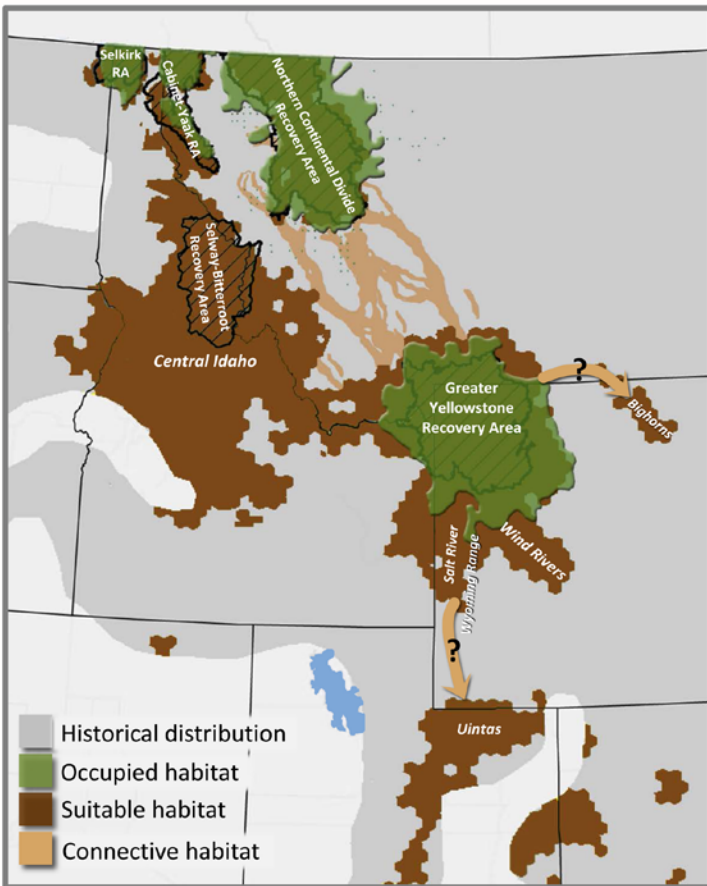 Selkirk
RA
Cabinet-Yaak RA
Northern Continental Divide
Recovery Area
Selway-Bitterroot
Recovery Area
Central Idaho
Greater
Yellowstone
Recovery Area
?
Bighorns
Salt River
Wyoming Range
Wind Rivers
?
Uintas
Historical distribution
Occupied habitat
Suitable habitat
Connective habitat